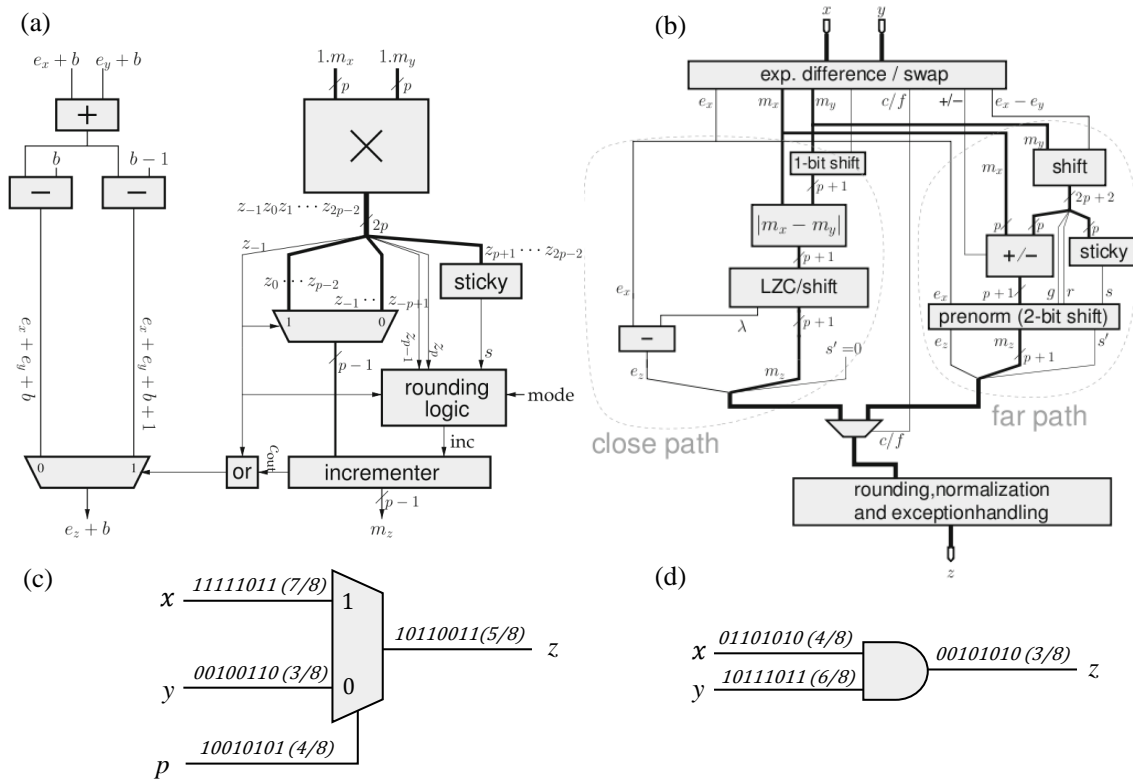 (a)
e_x + b e_y + b
+
b b − 1
− −
e_x + e_y + b e_x + e_y + b + 1
0 1
e_z + b
1.m_x 1.m_y
p p
×
z_{-1}z_0z_1 ⋯ z_{2p-2}
2p
z_{-1}
z_{p+1} ⋯ z_{2p-2}
sticky
z_0 ⋯ z_{p-2}
z_{-1} ⋯ z_{-p+1}
1 0
z_{p-1} z_p s
p − 1
rounding
logic
mode
inc
or c_out incrementer
p − 1
m_z
(b)
x y
exp. difference / swap
e_x m_x m_y c/f +/− e_x − e_y
m_y
1-bit shift
m_x
shift
p + 1
2p + 2
|m_x − m_y|
p p p
+/− sticky
p + 1
LZC/shift
e_x
λ
p + 1
−
e_x p + 1 g r s
prenorm (2-bit shift)
s′ =0
e_z m_z
e_z m_z p + 1 s′
close path
far path
c/f
rounding,normalization
and exceptionhandling
z
(c)
x 11111011 (7/8) 1
10110011(5/8) z
y 00100110 (3/8) 0
p 10010101 (4/8)
(d)
x 01101010 (4/8)
00101010 (3/8) z
y 10111011 (6/8)